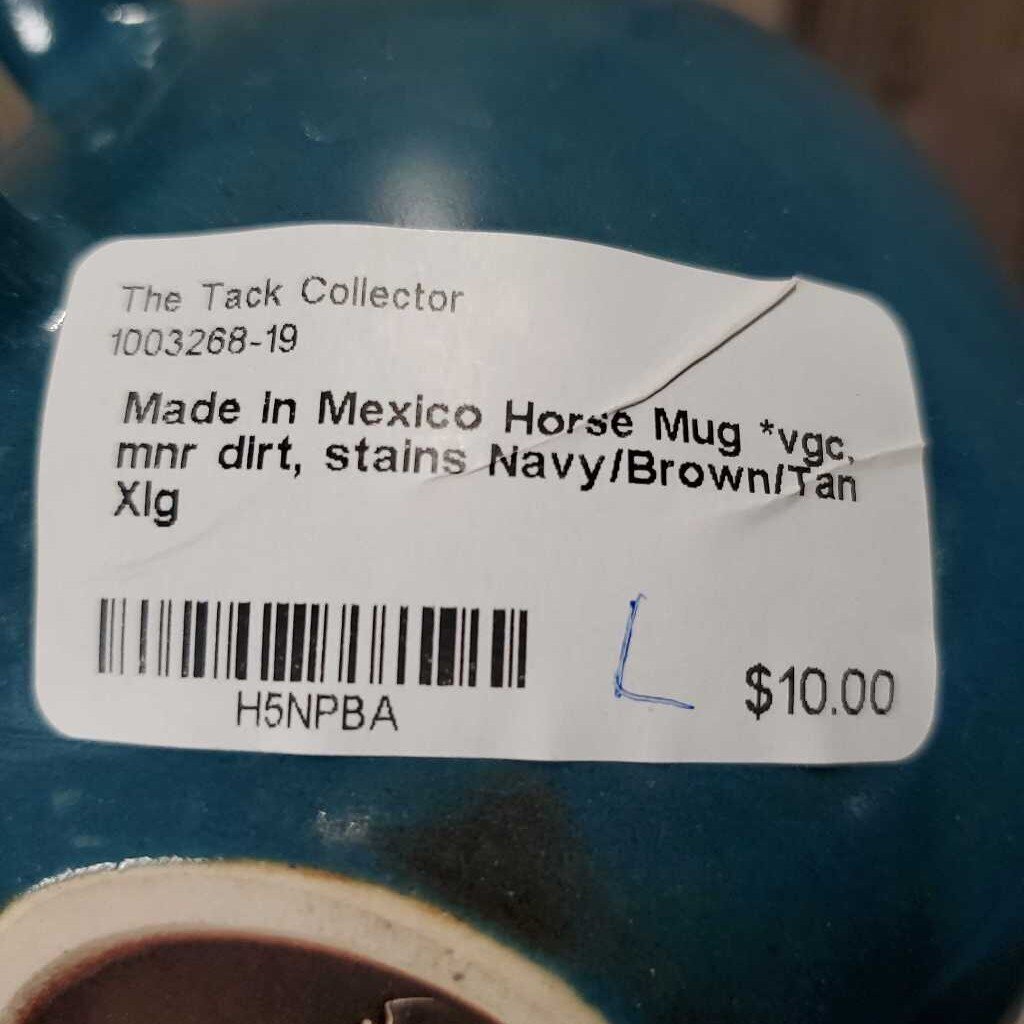 The Tack Collector
1003268-19
Made in Mexico Horse Mug *vgc,
mnr dirt, stains Navy/Brown/Tan
Xlg
H5NPBA
L
$10.00